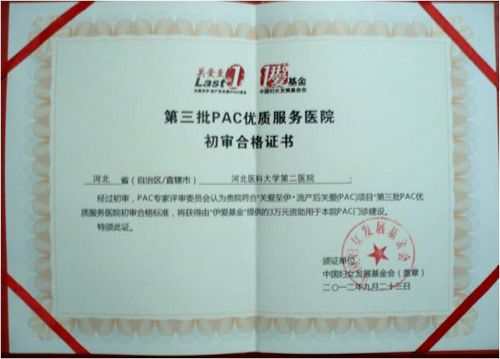 关爱至伊
Last 1
1爱基金
中国妇女发展基金会
第三批PAC优质服务医院
初审合格证书
河北 省（自治区/直辖市） 河北医科大学第二医院
经过初审，PAC专家评审委员会认为贵院符合“关爱至伊·流产后关爱(PAC)项目”第三批PAC优
质服务医院初审合格标准，将获得由“伊爱基金”提供的3万元资助用于本院PAC门诊建设。
特颁此证。
颁证单位：
中国妇女发展基金会（盖章）
二〇一二年九月二十三日